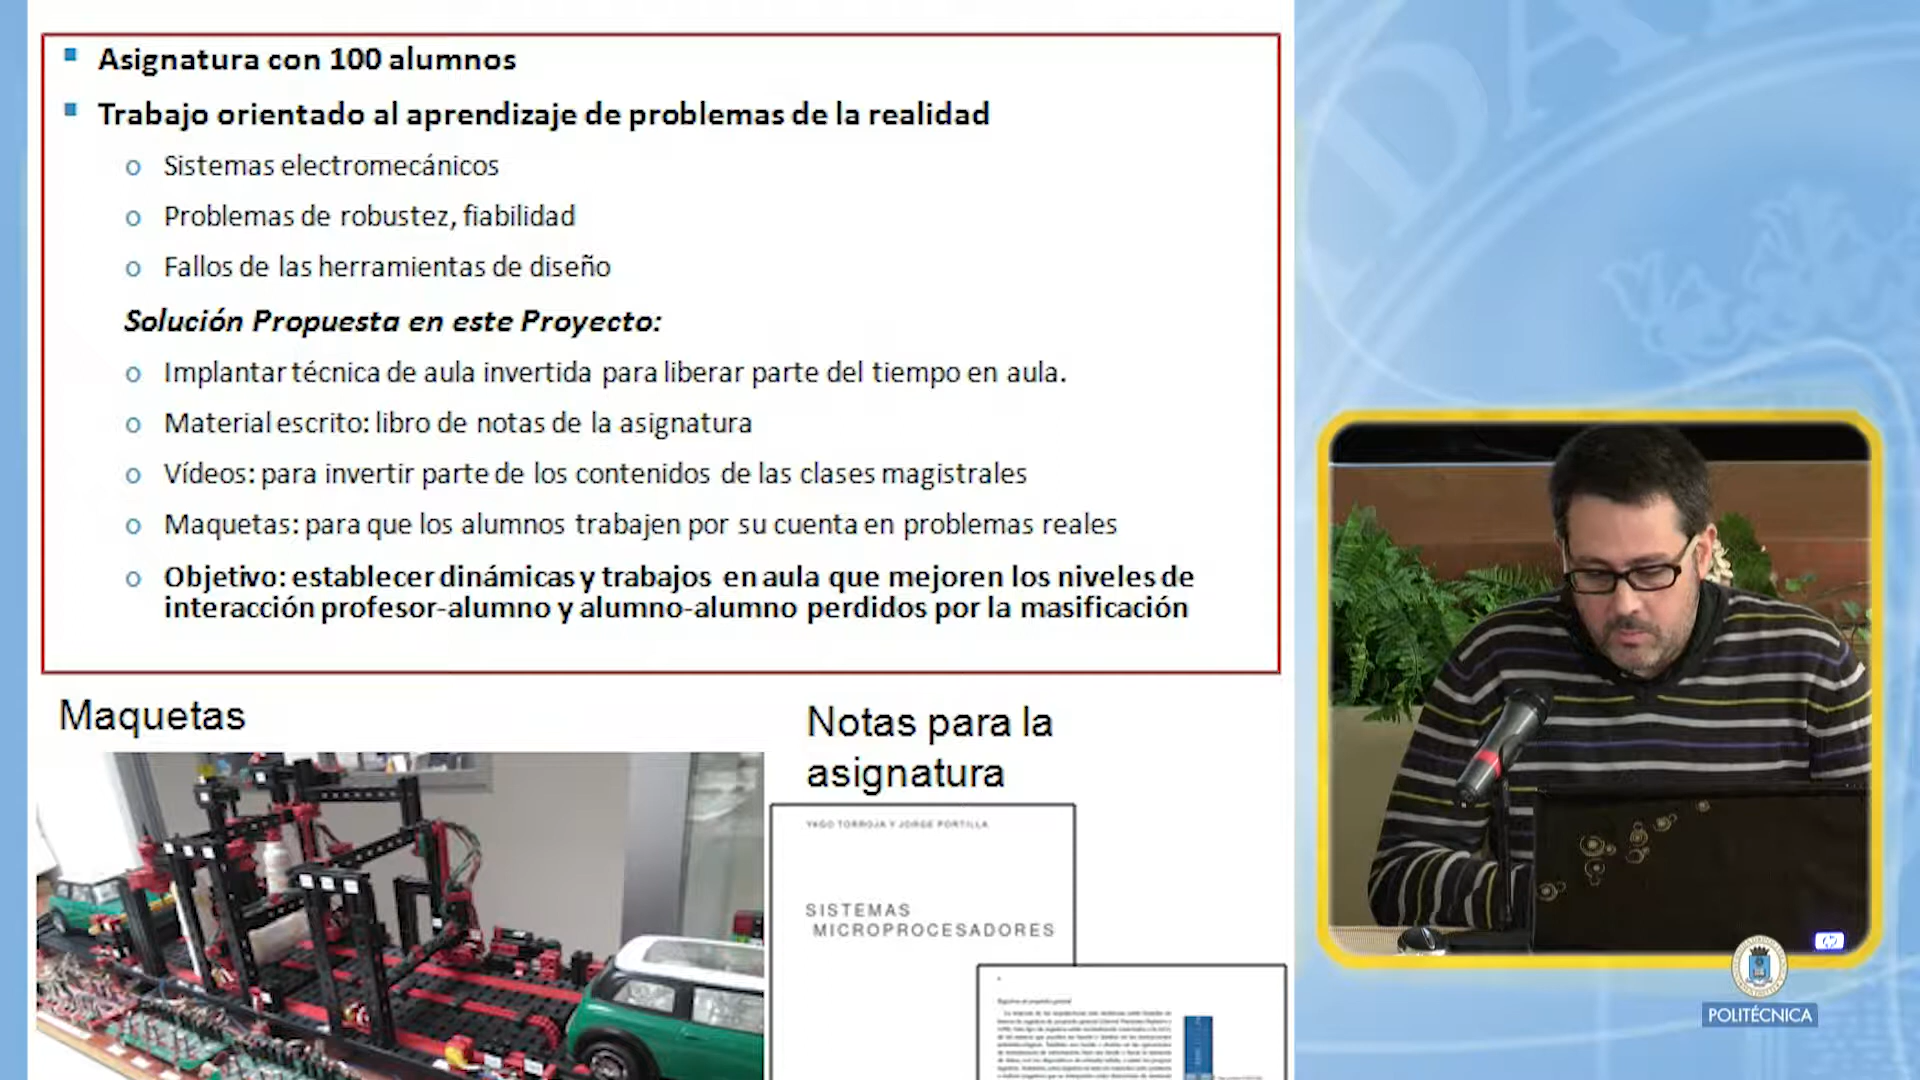 Asignatura con 100 alumnos
Trabajo orientado al aprendizaje de problemas de la realidad
Sistemas electromecánicos
Problemas de robustez, fiabilidad
Fallos de las herramientas de diseño
Solución Propuesta en este Proyecto:
Implantar técnica de aula invertida para liberar parte del tiempo en aula.
Material escrito: libro de notas de la asignatura
Vídeos: para invertir parte de los contenidos de las clases magistrales
Maquetas: para que los alumnos trabajen por su cuenta en problemas reales
Objetivo: establecer dinámicas y trabajos en aula que mejoren los niveles de
interacción profesor-alumno y alumno-alumno perdidos por la masificación
Maquetas
Notas para la
asignatura
YAGO TORROJA Y JORGE PORTILLA
SISTEMAS
MICROPROCESADORES
hp
POLITÉCNICA